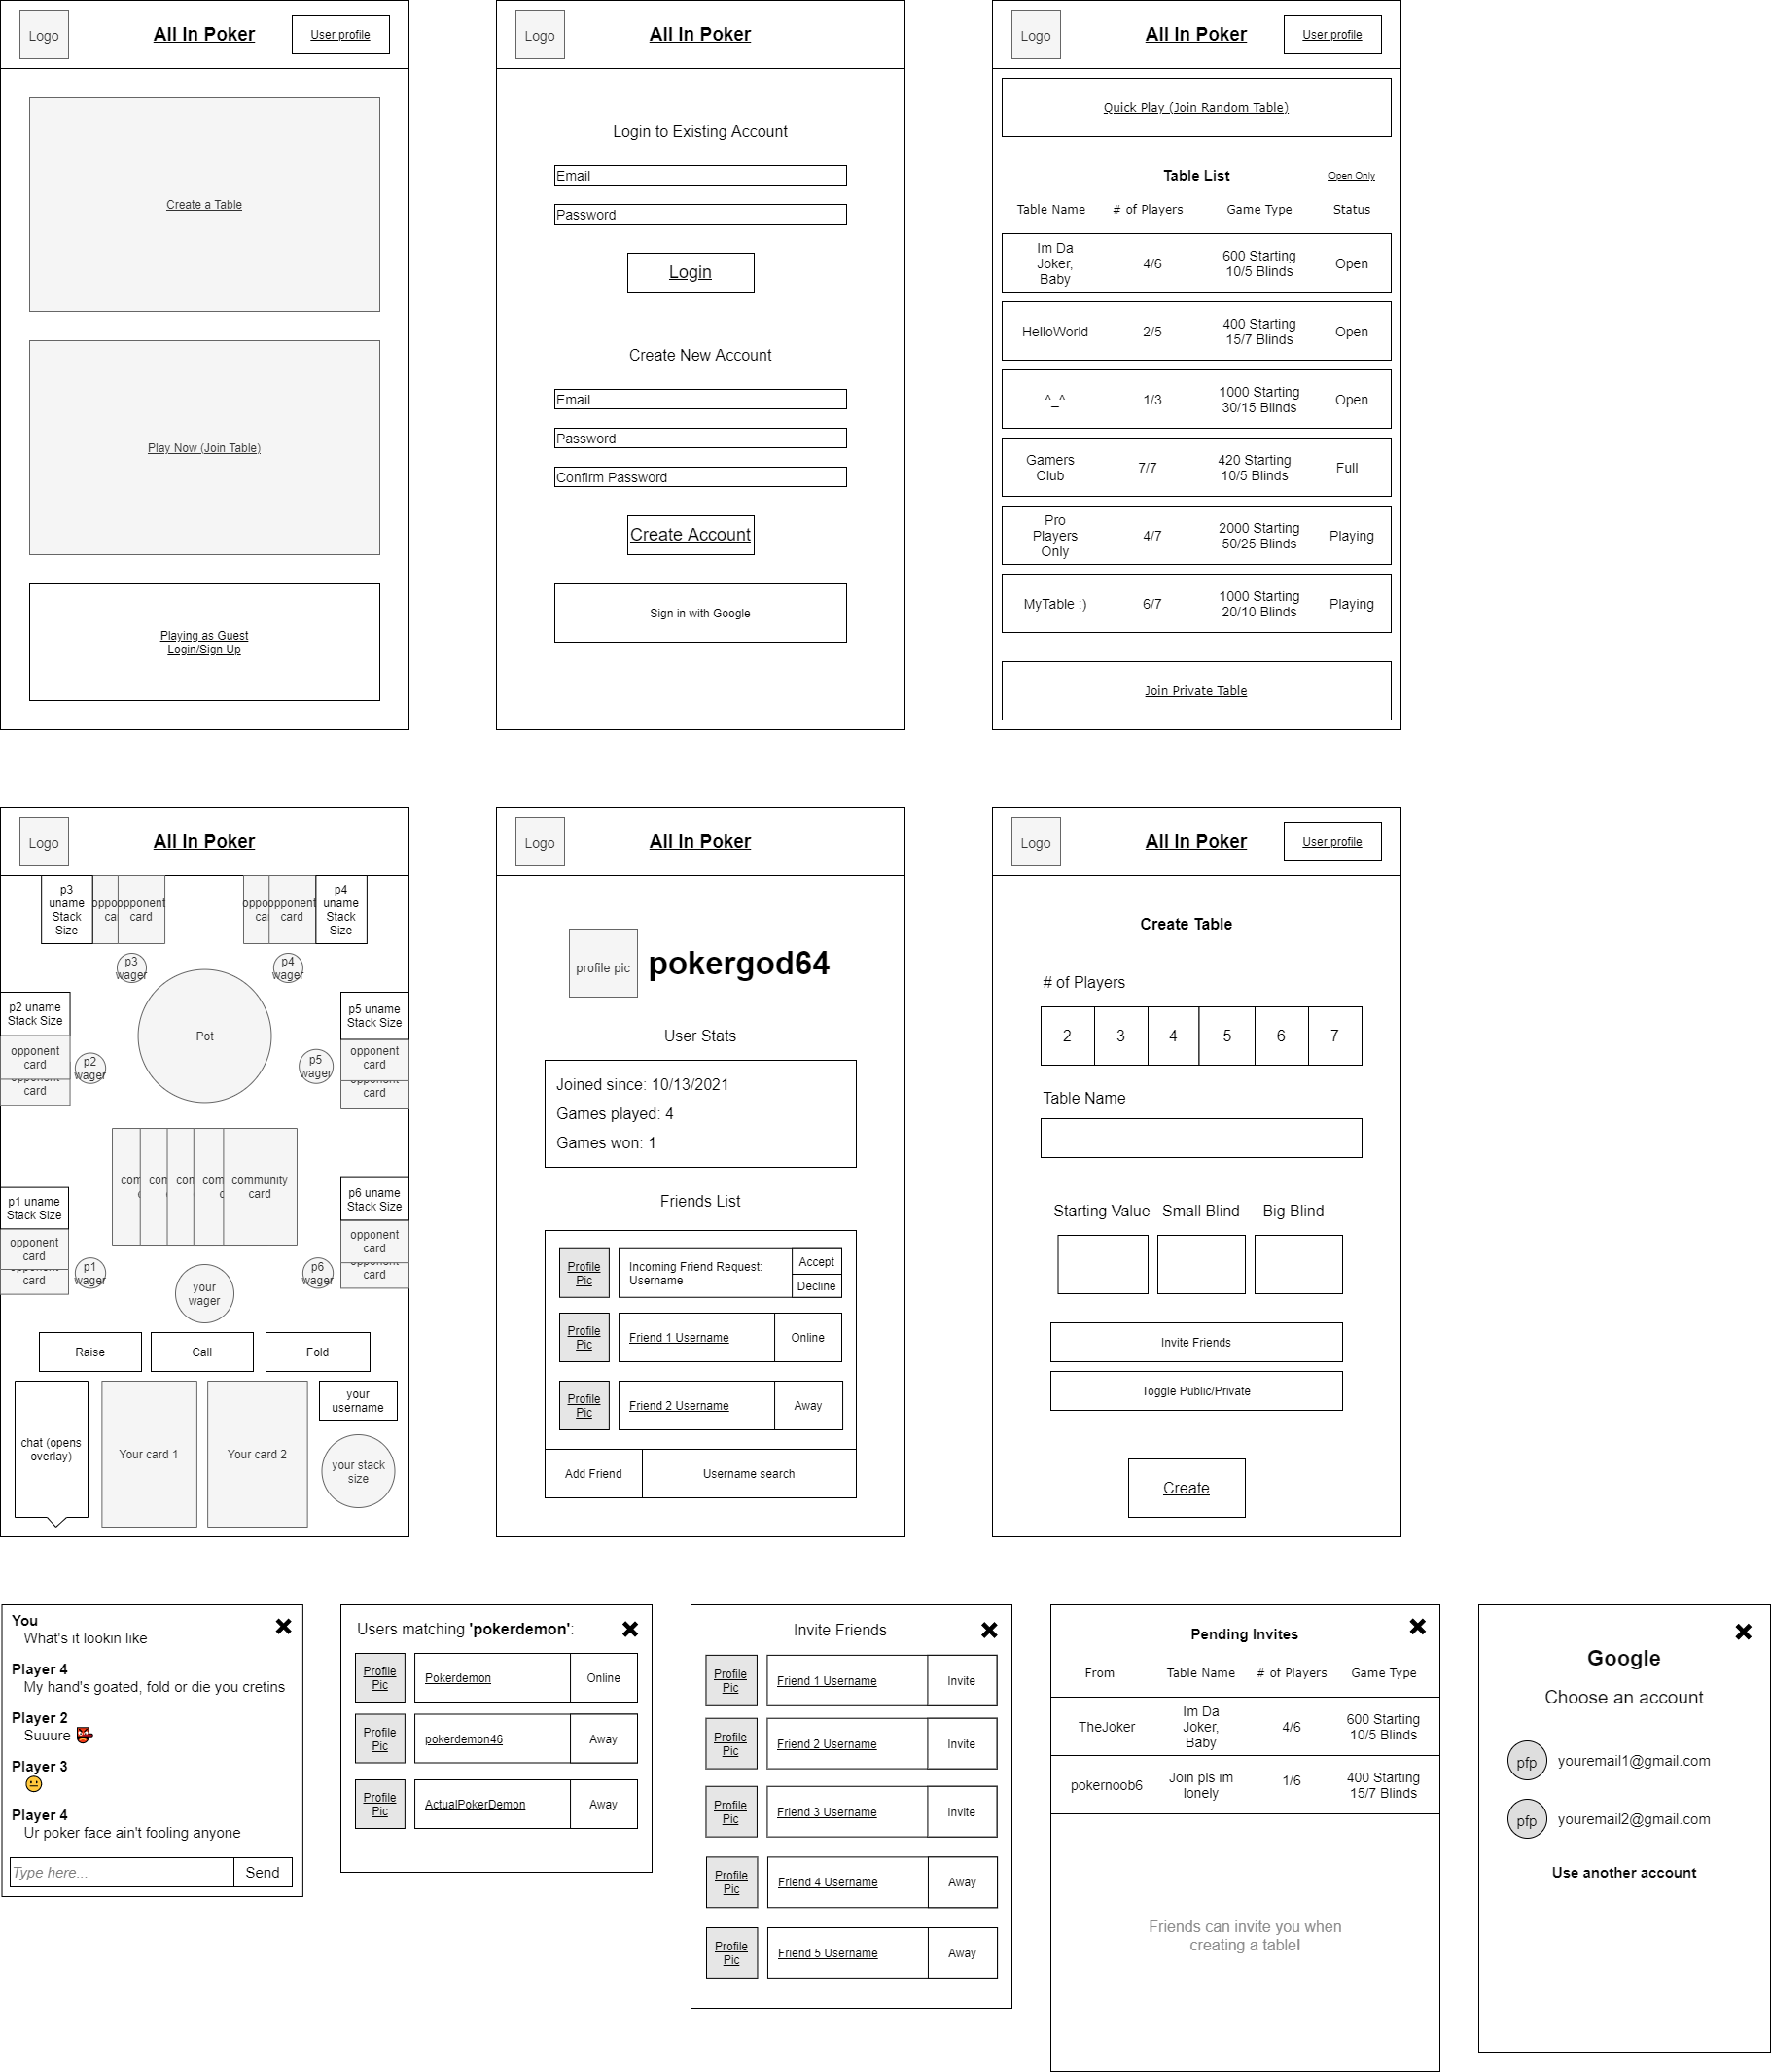 Logo
All In Poker
User profile
Create a Table
Play Now (Join Table)
Playing as Guest
Login/Sign Up
Logo
All In Poker
Login to Existing Account
Email
Password
Login
Create New Account
Email
Password
Confirm Password
Create Account
Sign in with Google
Logo
All In Poker
User profile
Quick Play (Join Random Table)
Table List
Open Only
Table Name # of Players Game Type Status
Im Da
Joker,
Baby
4/6
600 Starting
10/5 Blinds
Open
HelloWorld
2/5
400 Starting
15/7 Blinds
Open
^_^
1/3
1000 Starting
30/15 Blinds
Open
Gamers
Club
7/7
420 Starting
10/5 Blinds
Full
Pro
Players
Only
4/7
2000 Starting
50/25 Blinds
Playing
MyTable :)
6/7
1000 Starting
20/10 Blinds
Playing
Join Private Table
Logo
All In Poker
p3
uname
Stack
Size
opponent
card
opponent
card
p4
uname
Stack
Size
p3
wager
p4
wager
p2 uname
Stack Size
opponent
card
opponent
card
p2
wager
Pot
p5
wager
p5 uname
Stack Size
opponent
card
opponent
card
p1 uname
Stack Size
opponent
card
card
p1
wager
com
com
com
com
community
card
p6 uname
Stack Size
opponent
card
opponent
card
p6
wager
your
wager
Raise
Call
Fold
chat (opens
overlay)
Your card 1
Your card 2
your
username
your stack
size
Logo
All In Poker
profile pic
pokergod64
User Stats
Joined since: 10/13/2021
Games played: 4
Games won: 1
Friends List
Profile
Pic
Incoming Friend Request:
Username
Accept
Decline
Profile
Pic
Friend 1 Username
Online
Profile
Pic
Friend 2 Username
Away
Add Friend
Username search
Logo
All In Poker
User profile
Create Table
# of Players
2 3 4 5 6 7
Table Name
Starting Value Small Blind Big Blind
Invite Friends
Toggle Public/Private
Create
You
What's it lookin like
Player 4
My hand's goated, fold or die you cretins
Player 2
Suuure
Player 3
Player 4
Ur poker face ain't fooling anyone
Type here...
Send
Users matching 'pokerdemon':
Profile
Pic
Pokerdemon
Online
Profile
Pic
pokerdemon46
Away
Profile
Pic
ActualPokerDemon
Away
Invite Friends
Profile
Pic
Friend 1 Username
Invite
Profile
Pic
Friend 2 Username
Invite
Profile
Pic
Friend 3 Username
Invite
Profile
Pic
Friend 4 Username
Away
Profile
Pic
Friend 5 Username
Away
Pending Invites
From Table Name # of Players Game Type
TheJoker
Im Da
Joker,
Baby
4/6
600 Starting
10/5 Blinds
pokernoob6
Join pls im
lonely
1/6
400 Starting
15/7 Blinds
Friends can invite you when
creating a table!
Google
Choose an account
pfp
youremail1@gmail.com
pfp
youremail2@gmail.com
Use another account